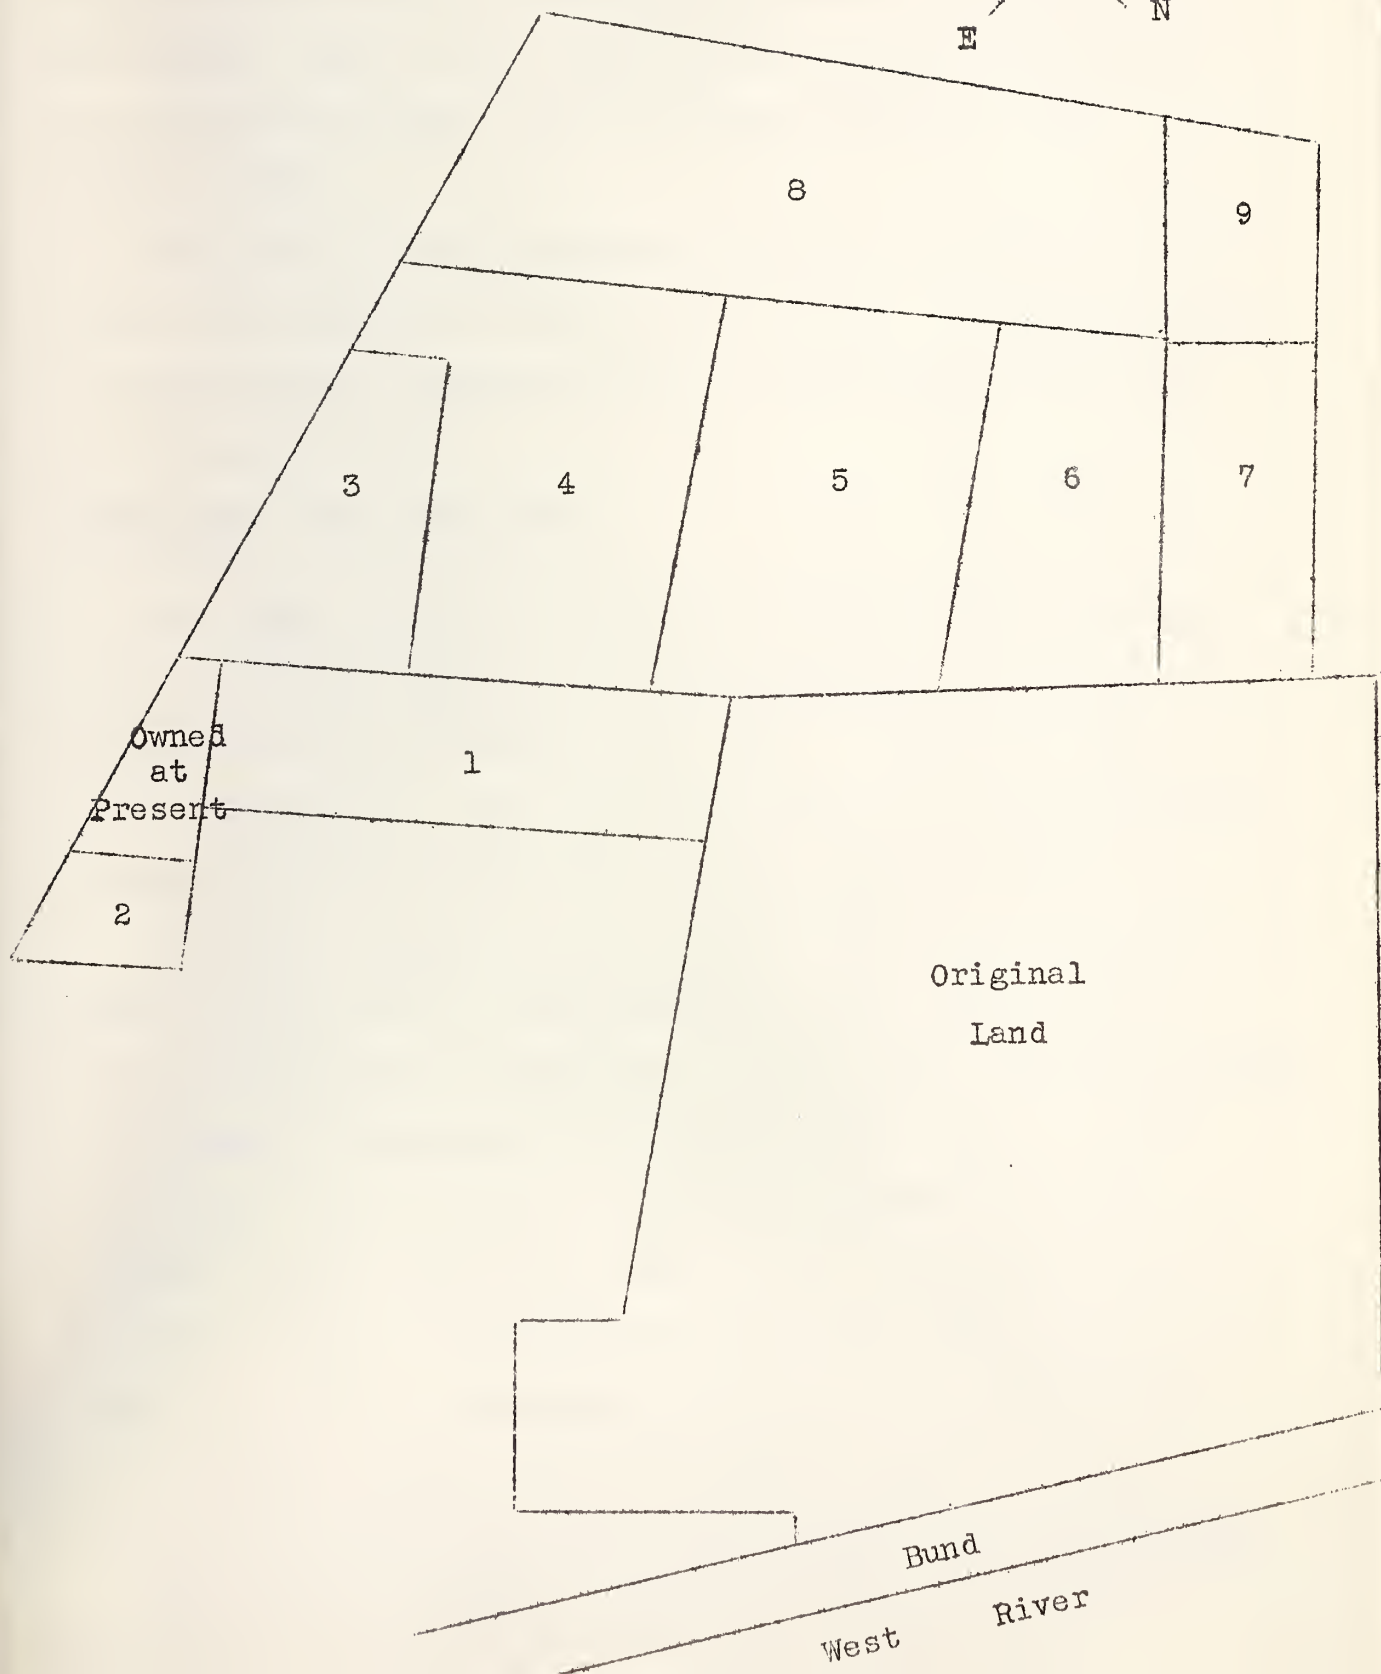 N
E
8
9
3
4
5
6
7
Owned
at
Present
1
2
Original
Land
Bund
West River